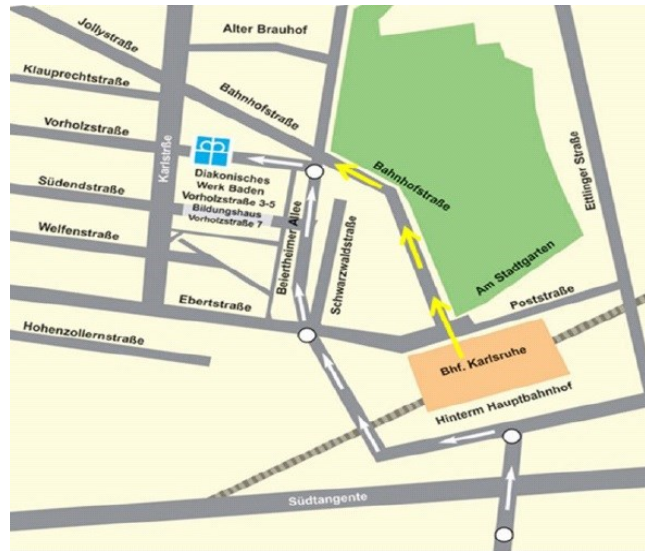 Jollystraße
Alter Brauhof
Klauprechtstraße
Bahnhofstraße
Vorholzstraße
Karlstrße
Diakonisches
Werk Baden
Vorholzstraße 3-5
Bildungshaus
Vorholzstraße 7
Bahnhofstraße
Ettlinger Straße
Südendstraße
Welfenstraße
Beiertheimer Allee
Schwarzwaldstraße
Am Stadtgarten
Ebertstraße
Poststraße
Hohenzollernstraße
Bhf. Karlsruhe
Hinterm Hauptbahnhof
Südtangente